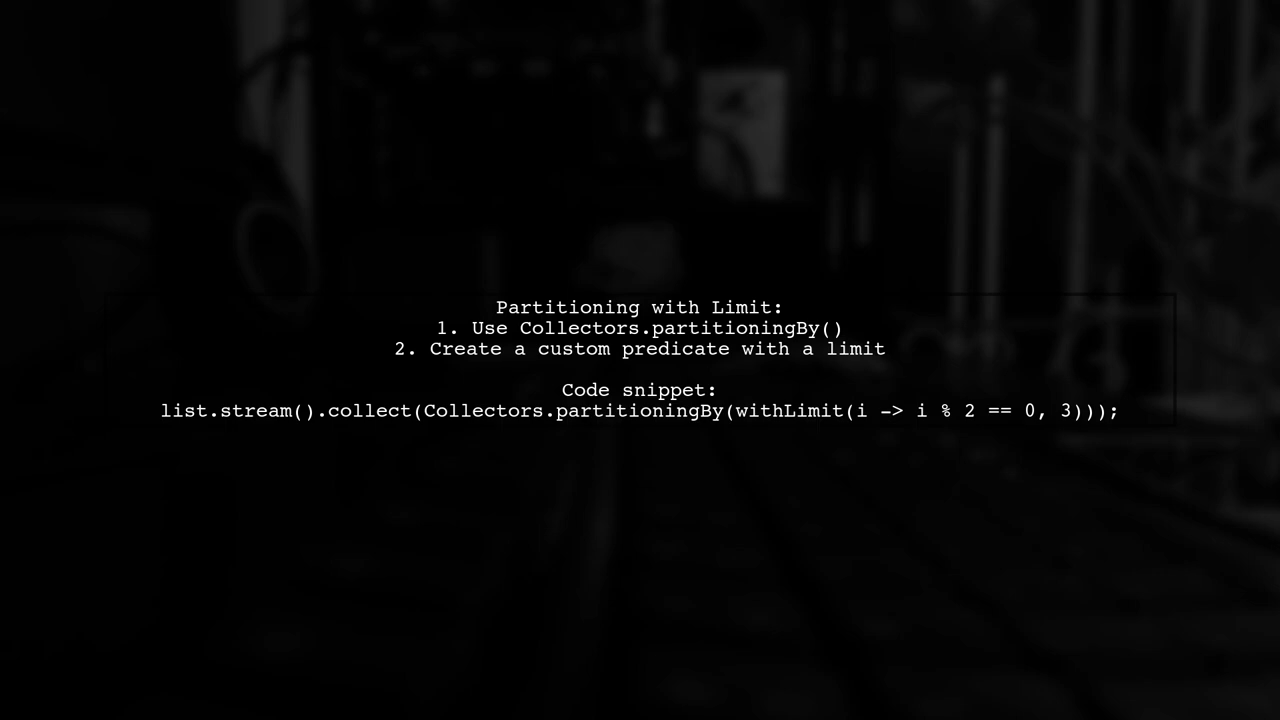 Partitioning with Limit:
1. Use Collectors.partitioningBy()
2. Create a custom predicate with a limit
Code snippet:
list.stream().collect(Collectors.partitioningBy(withLimit(i -> i % 2 == 0, 3)));